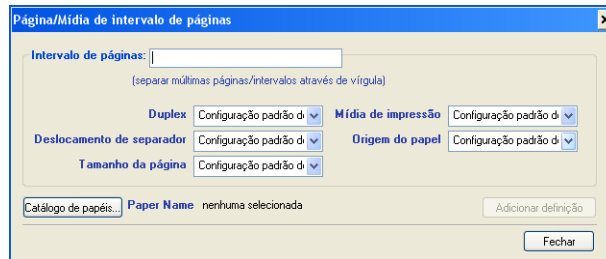 Página/Mídia de intervalo de páginas
Intervalo de páginas:
(separar múltimas páginas/intervalos através de vírgula)
Duplex Configuração padrão d Mídia de impressão Configuração padrão d
Deslocamento de separador Configuração padrão d Origem do papel Configuração padrão d
Tamanho da página Configuração padrão d
Catálogo de papéis... Paper Name nenhuma selecionada Adicionar definição
Fechar